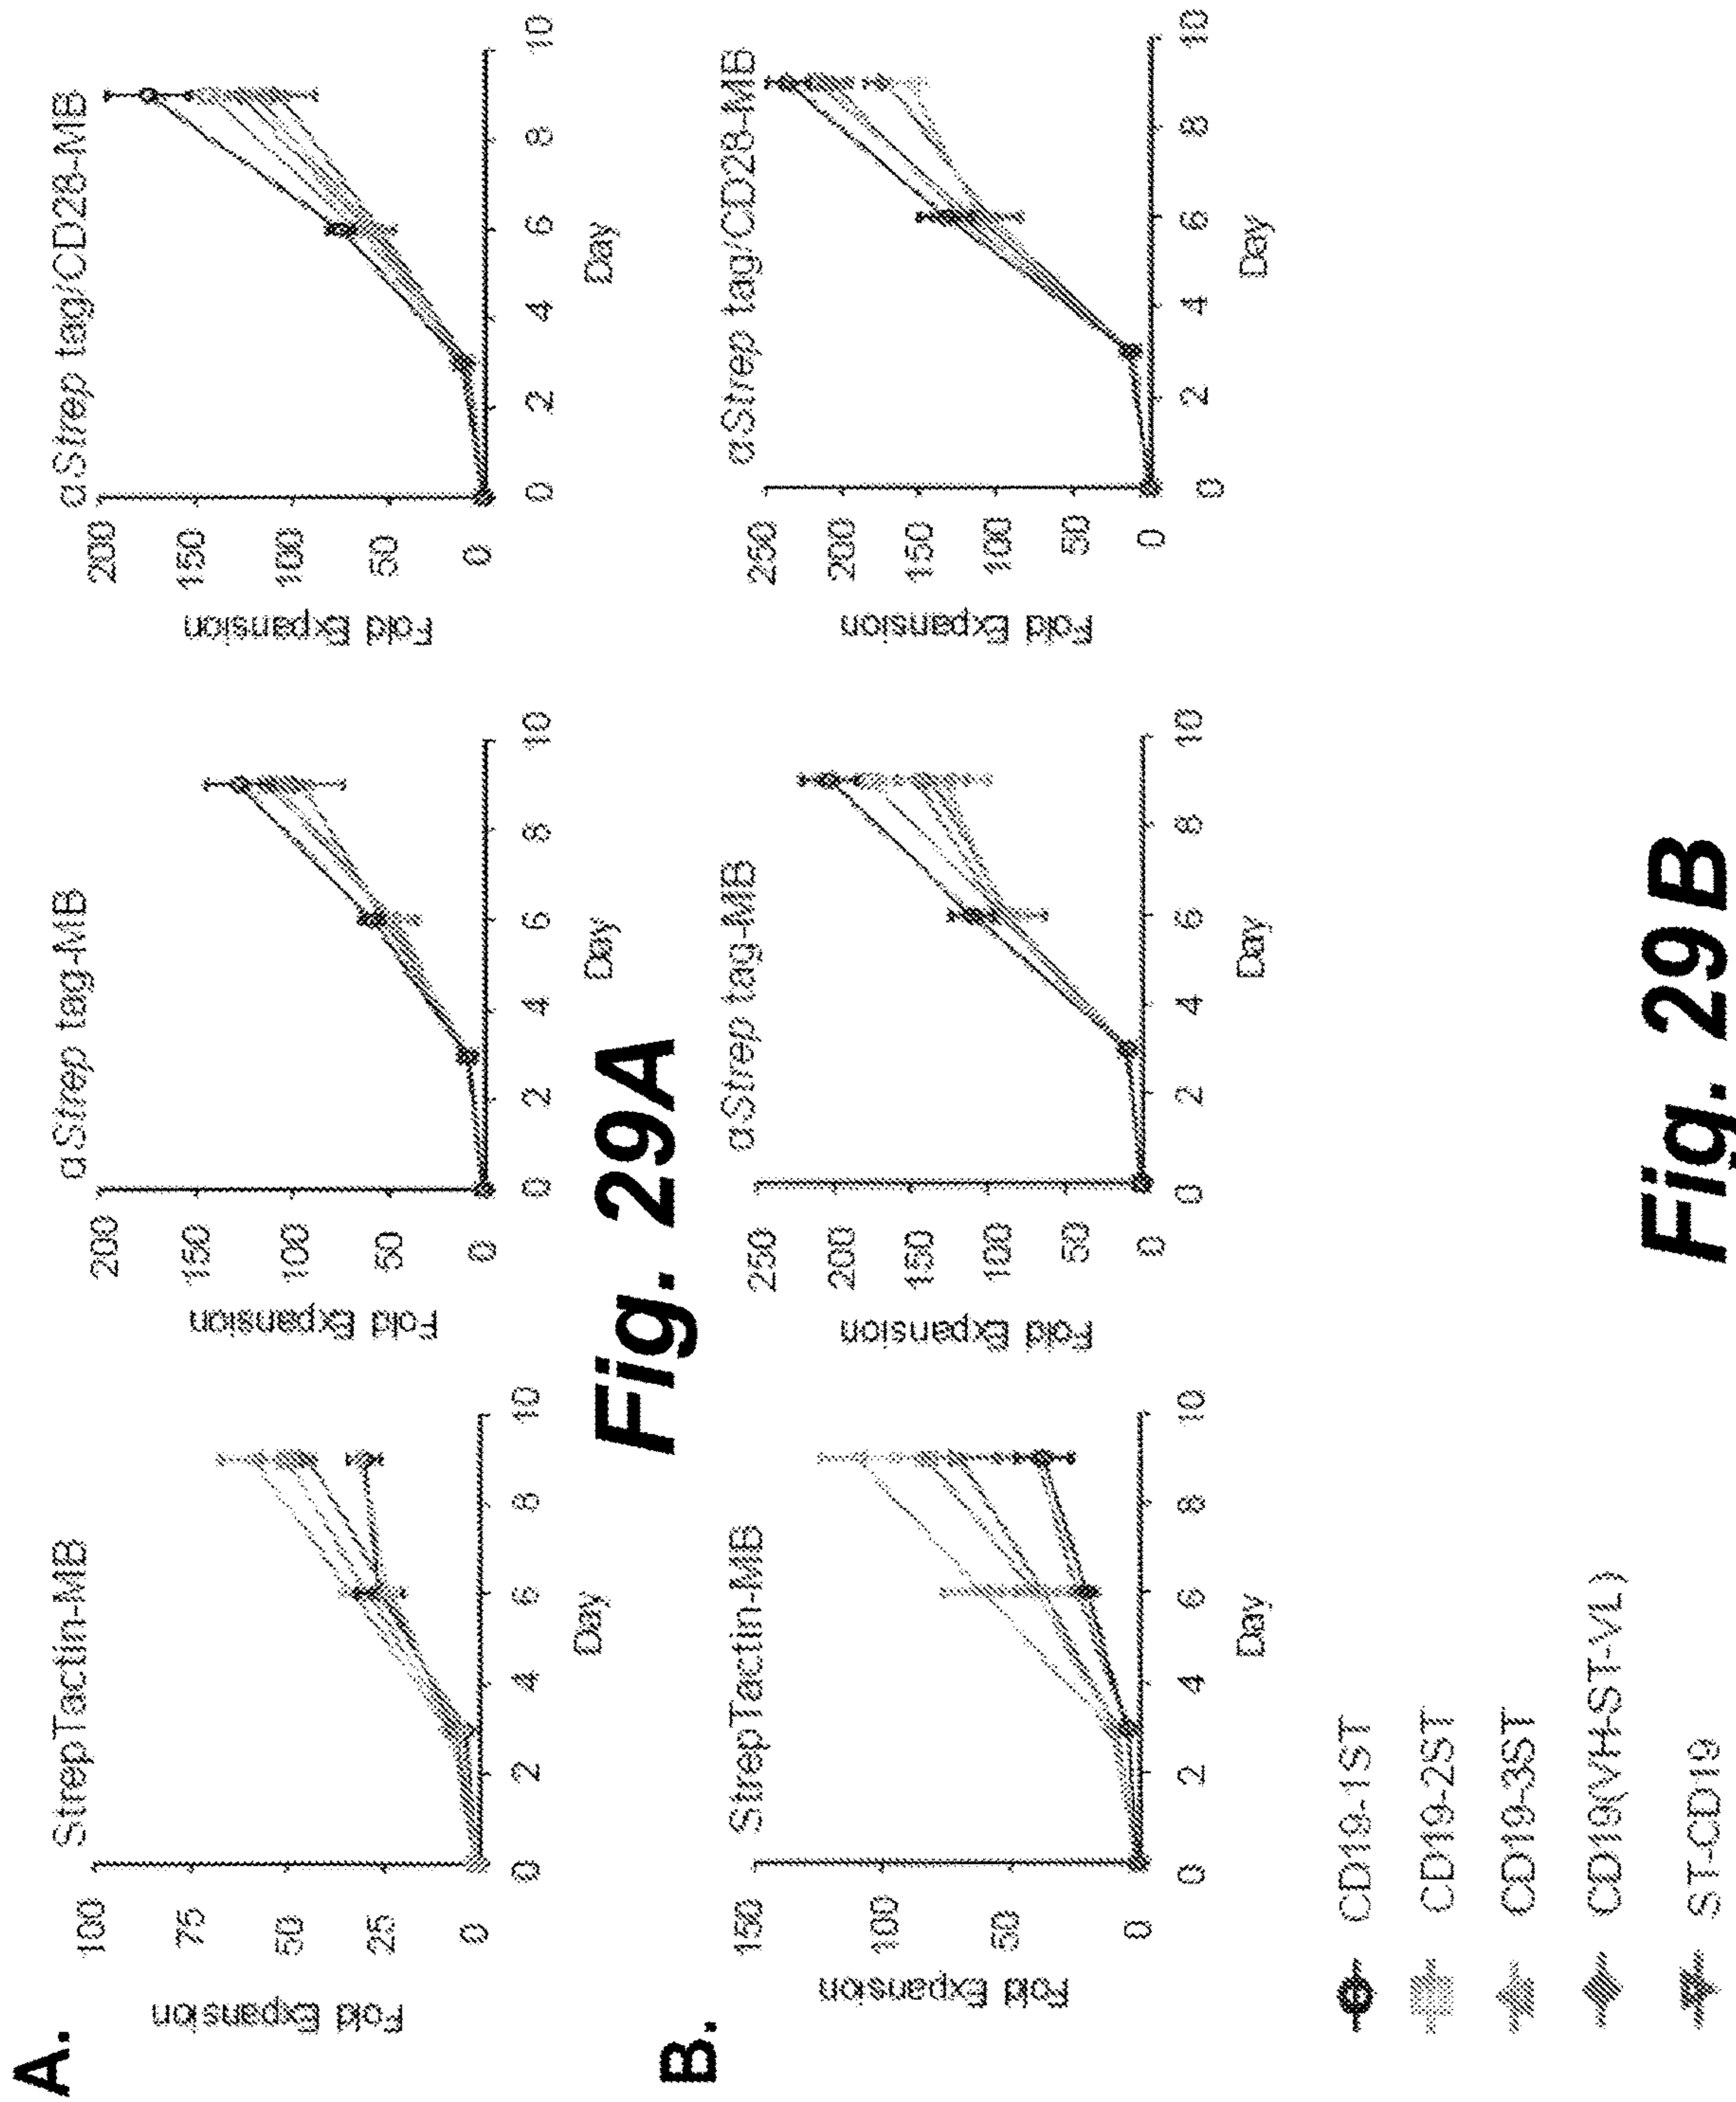 A.
StrepTactin-MB
Fold Expansion
100
75
50
25
0
0 2 4 6 8 10
Day
αStrep tag-MB
Fold Expansion
200
150
100
50
0
0 2 4 6 8 10
Day
αStrep tag/CD28-MB
Fold Expansion
200
150
100
50
0
0 2 4 6 8 10
Day
Fig. 29A
B.
StrepTactin-MB
Fold Expansion
150
100
50
0
0 2 4 6 8 10
Day
αStrep tag-MB
Fold Expansion
250
200
150
100
50
0
0 2 4 6 8 10
Day
αStrep tag/CD28-MB
Fold Expansion
250
200
150
100
50
0
0 2 4 6 8 10
Day
CD19-1ST
CD19-2ST
CD19-3ST
CD19(VH-ST-VL)
ST-CD19
Fig. 29B